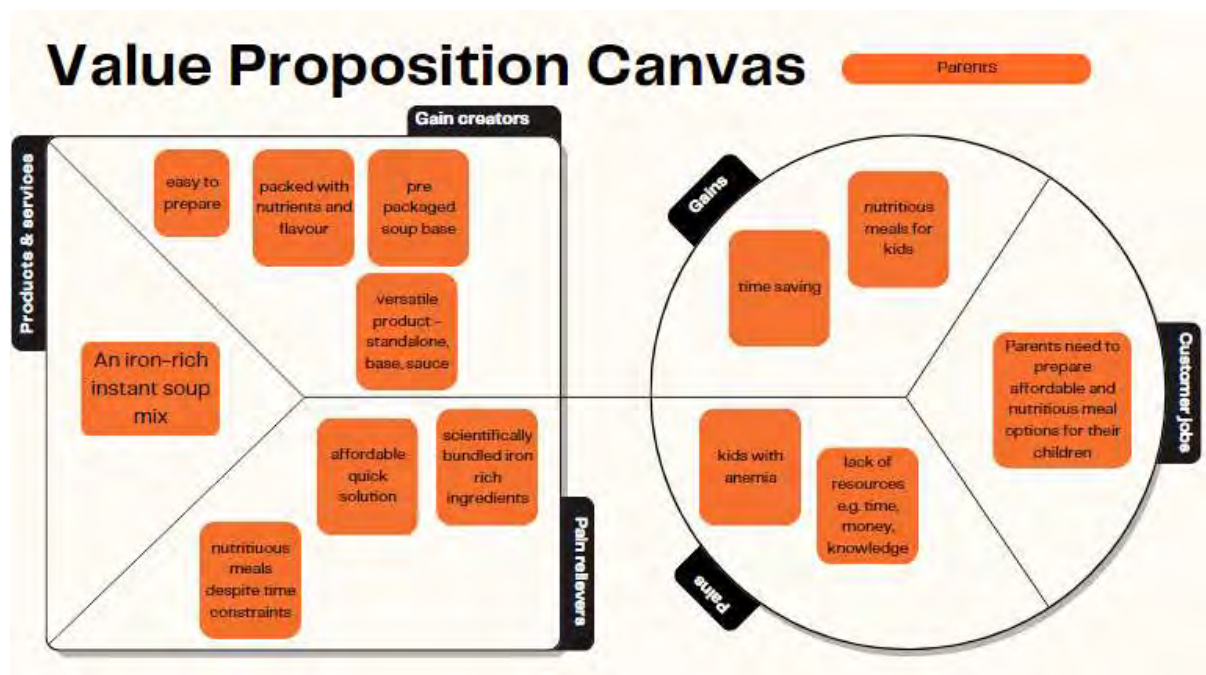 Value Proposition Canvas
Parents
Products & services
Gain creators
easy to
prepare
packed with
nutrients and
flavour
pre
packaged
soup base
versatile
product -
standalone,
base, sauce
An iron-rich
instant soup
mix
affordable
quick
solution
scientifically
bundled iron
rich
ingredients
nutritiuous
meals
despite time
constraints
Pain relievers
Gains
nutritious
meals for
kids
time saving
Parents need to
prepare
affordable and
nutritious meal
options for their
children
Customer jobs
kids with
anemia
lack of
resources
e.g. time,
money,
knowledge
Pains